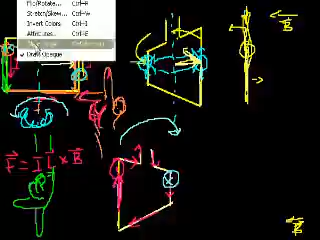 Flip/Rotate... Ctrl+R
Stretch/Skew... Ctrl+W
Invert Colors Ctrl+I
Attributes... Ctrl+E
Draw Opaque
B
F = I L × B
B